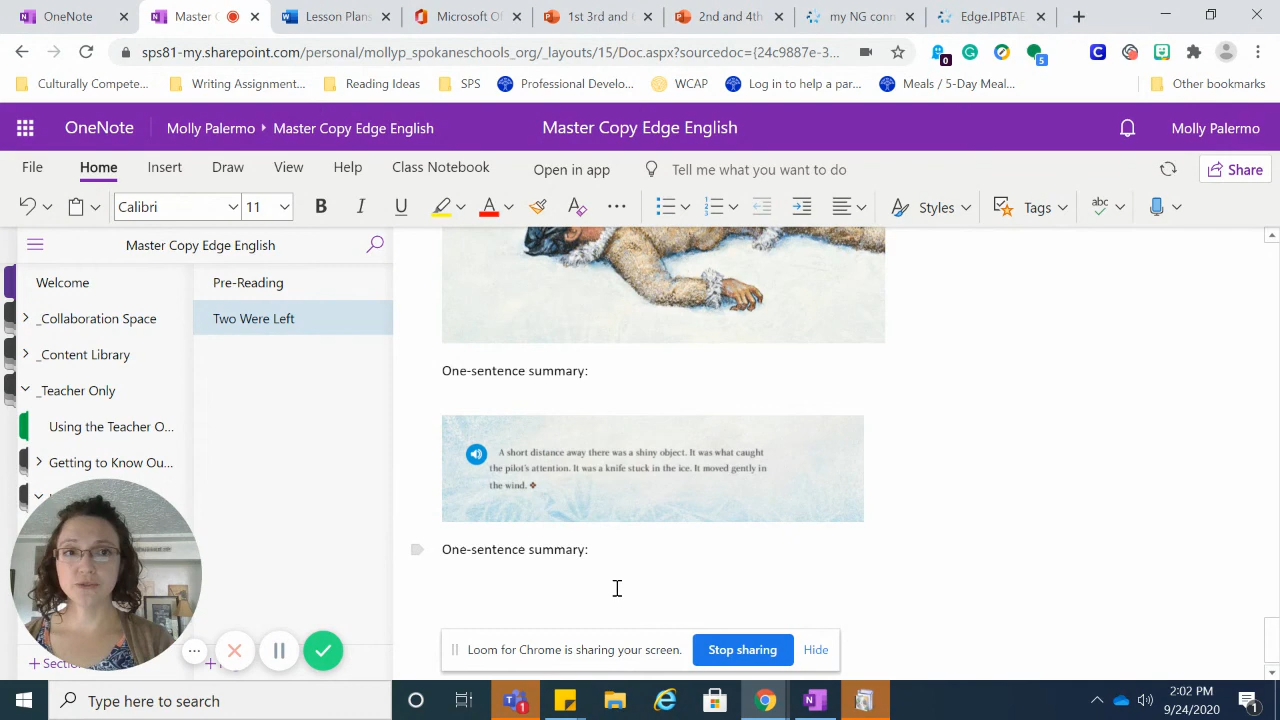 OneNote
Master C
Lesson Plans
Microsoft Of
1st 3rd and
2nd and 4th
my NG conn
Edge.IPBTAE
sps81-my.sharepoint.com/personal/mollyp_spokaneschools_org/_layouts/15/Doc.aspx?sourcedoc={24c9887e-3...
0
5
Culturally Compete...
Writing Assignment...
Reading Ideas
SPS
Professional Develo...
WCAP
Log in to help a par...
Meals / 5-Day Meal...
Other bookmarks
OneNote
Molly Palermo
Master Copy Edge English
Master Copy Edge English
Molly Palermo
File
Home
Insert
Draw
View
Help
Class Notebook
Open in app
Tell me what you want to do
Share
Calibri
11
B
I
U
A
Styles
Tags
abc
Master Copy Edge English
Welcome
Pre-Reading
_Collaboration Space
Two Were Left
_Content Library
_Teacher Only
Using the Teacher O...
Getting to Know Ou...
One-sentence summary:
A short distance away there was a shiny object. It was what caught
the pilot's attention. It was a knife stuck in the ice. It moved gently in
the wind.
One-sentence summary:
Loom for Chrome is sharing your screen.
Stop sharing
Hide
Type here to search
1
2:02 PM
9/24/2020
1